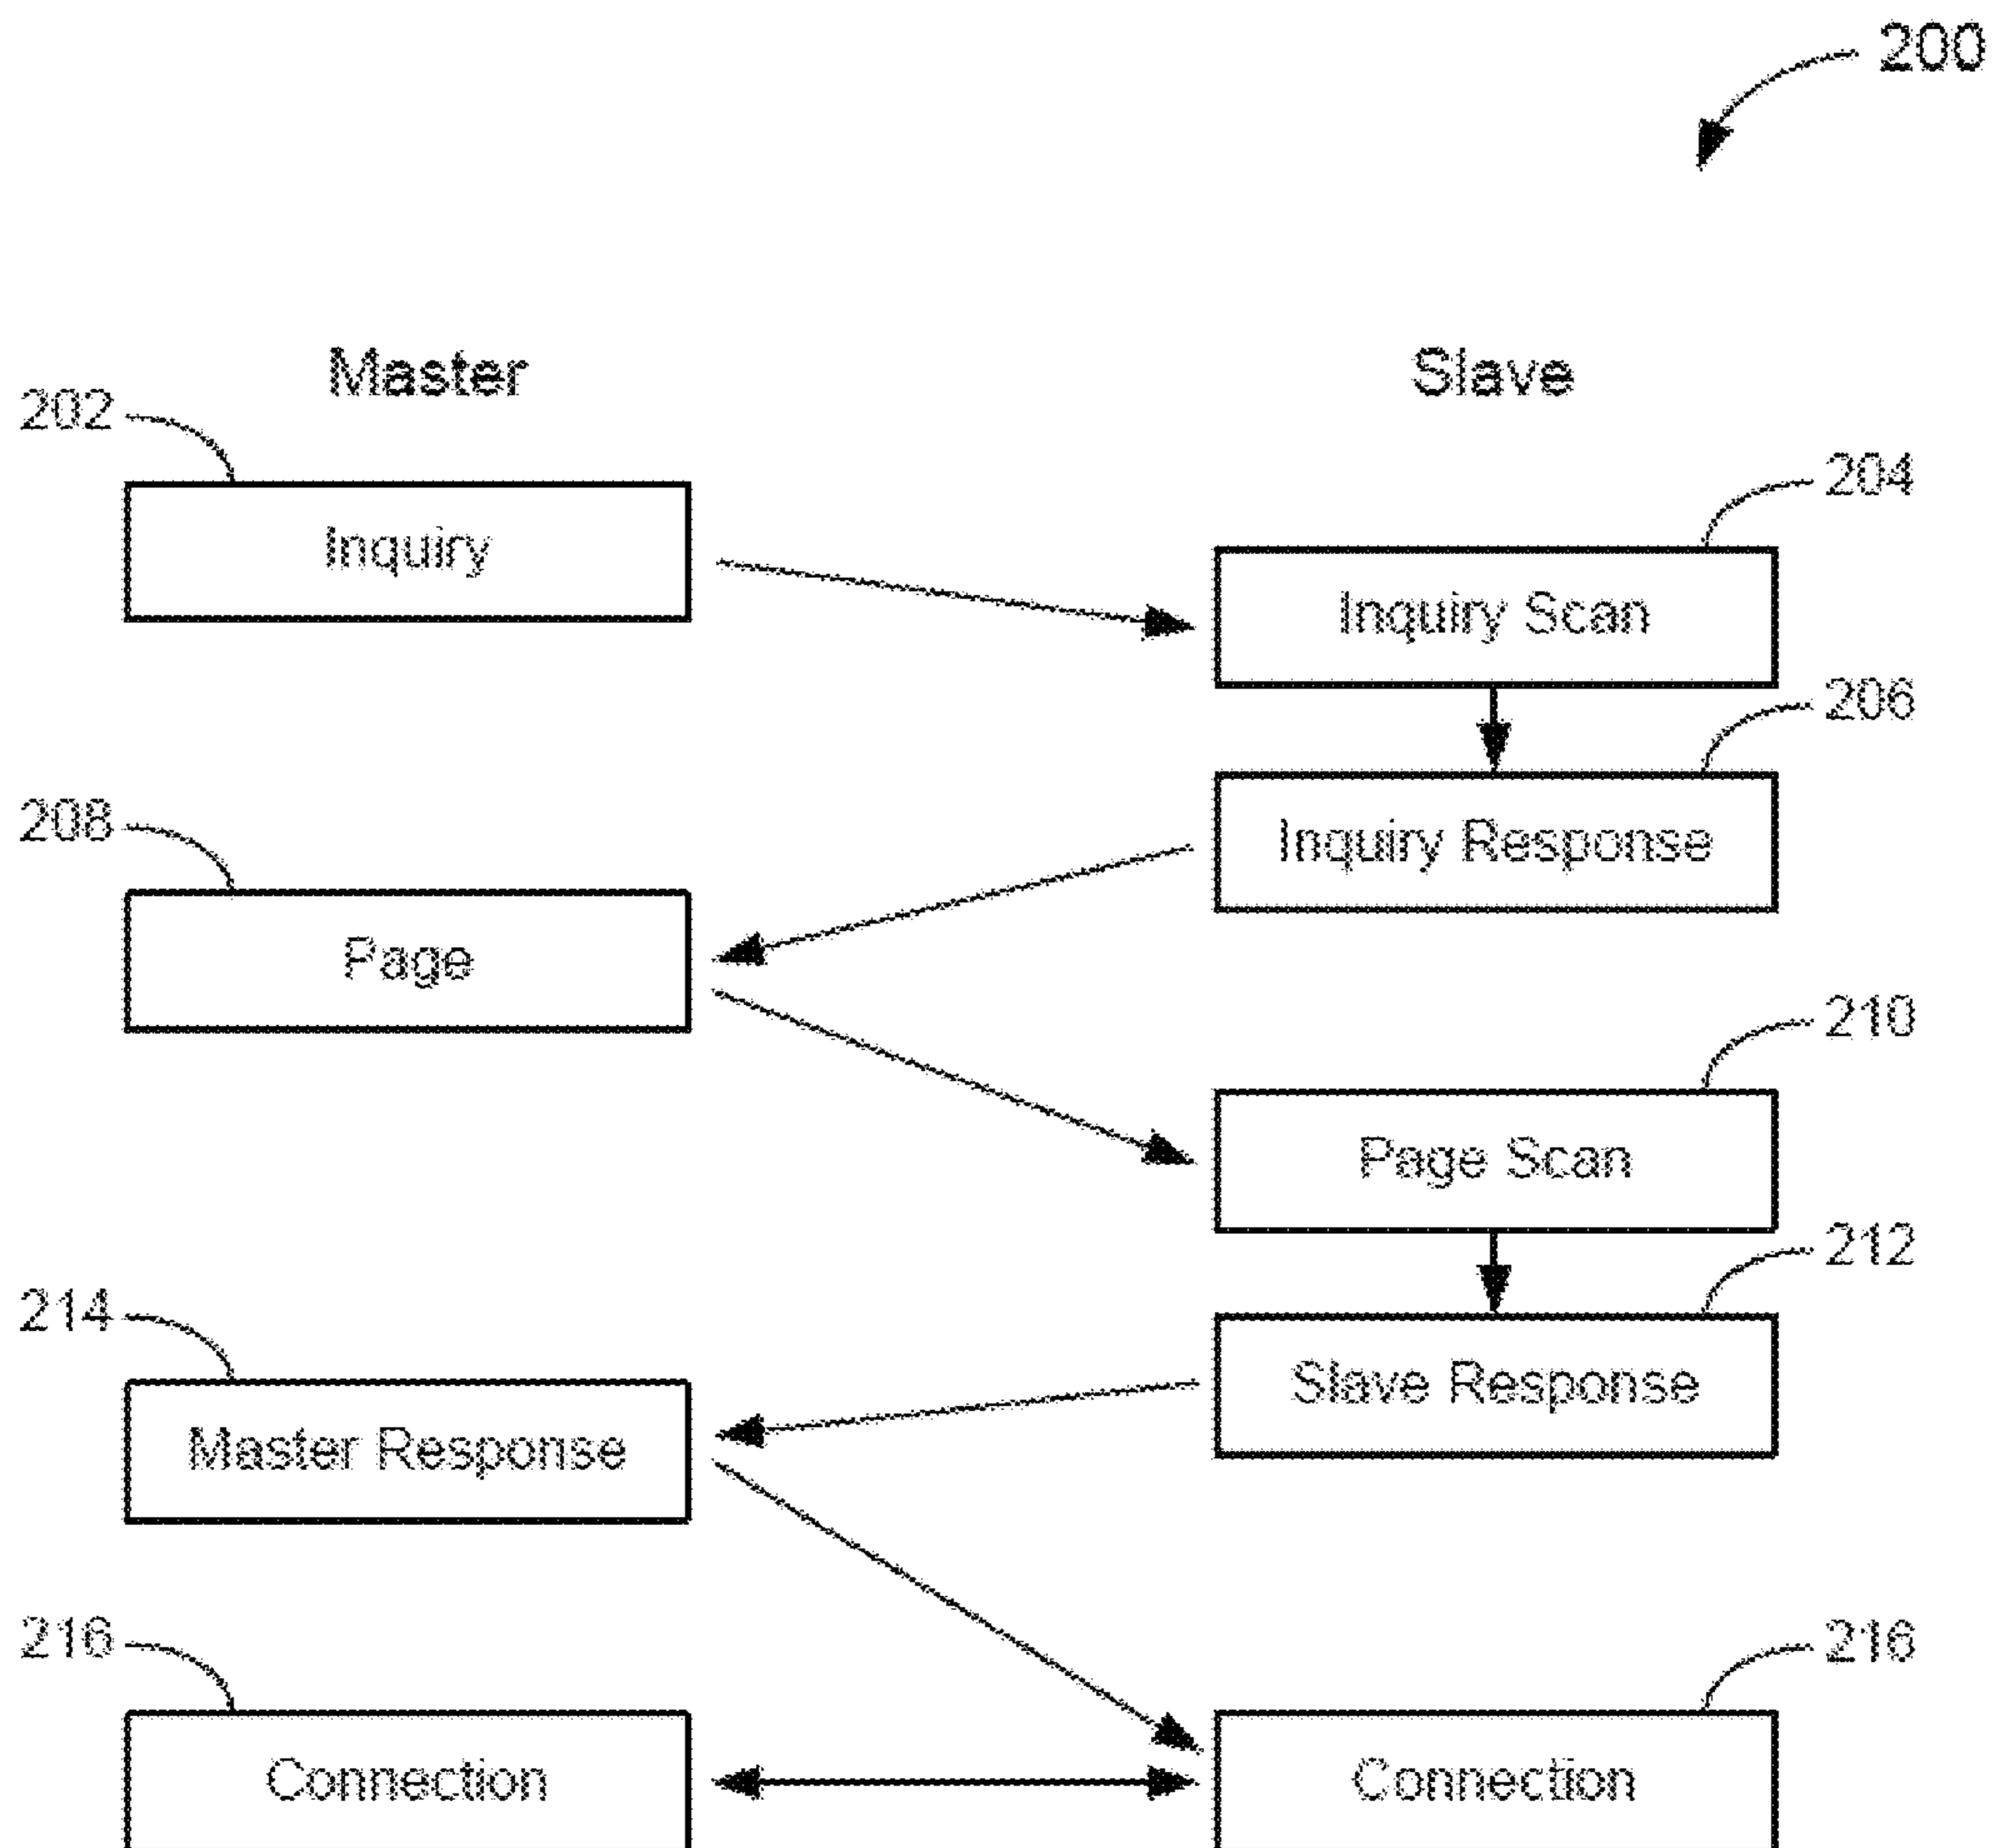 200
Master
Slave
202
Inquiry
204
Inquiry Scan
206
Inquiry Response
208
Page
210
Page Scan
212
Slave Response
214
Master Response
216
Connection
216
Connection